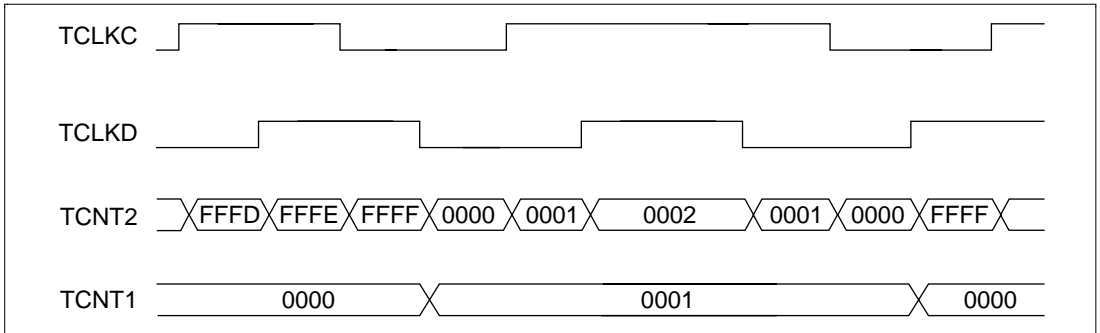 TCLKC
TCLKD
TCNT2 FFFD FFFE FFFF 0000 0001 0002 0001 0000 FFFF
TCNT1 0000 0001 0000